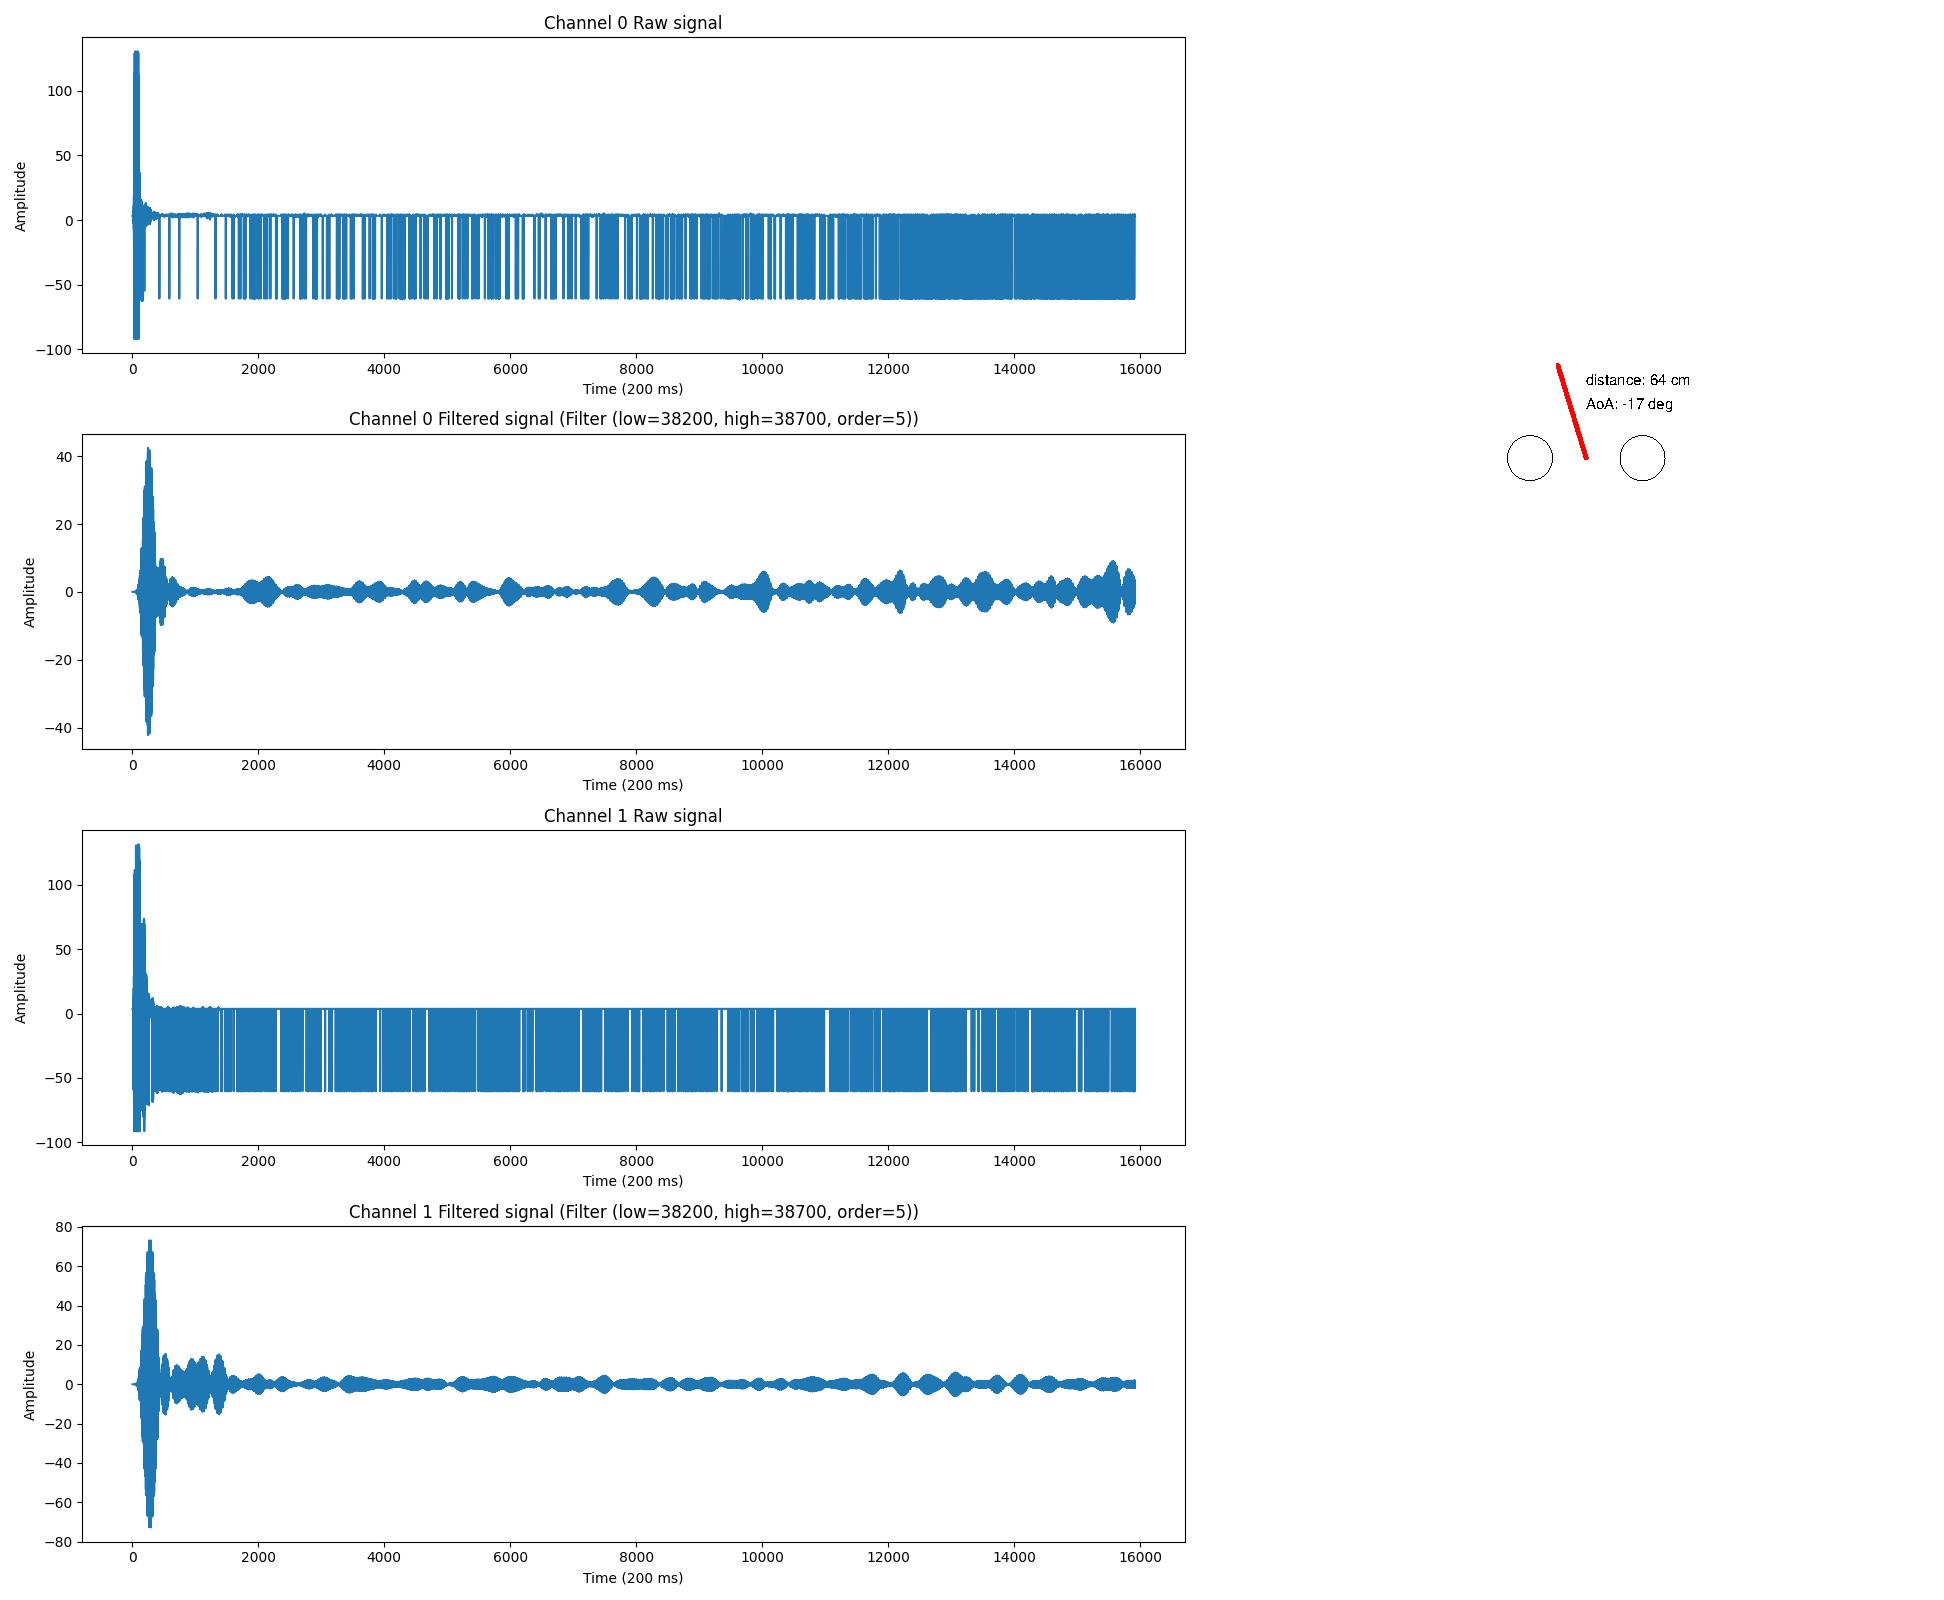 Channel 0 Raw signal
Amplitude
100
50
0
−50
−100
0 2000 4000 6000 8000 10000 12000 14000 16000
Time (200 ms)
Channel 0 Filtered signal (Filter (low=38200, high=38700, order=5))
Amplitude
40
20
0
−20
−40
0 2000 4000 6000 8000 10000 12000 14000 16000
Time (200 ms)
Channel 1 Raw signal
Amplitude
100
50
0
−50
−100
0 2000 4000 6000 8000 10000 12000 14000 16000
Time (200 ms)
Channel 1 Filtered signal (Filter (low=38200, high=38700, order=5))
Amplitude
80
60
40
20
0
−20
−40
−60
−80
0 2000 4000 6000 8000 10000 12000 14000 16000
Time (200 ms)
distance: 64 cm
AoA: -17 deg